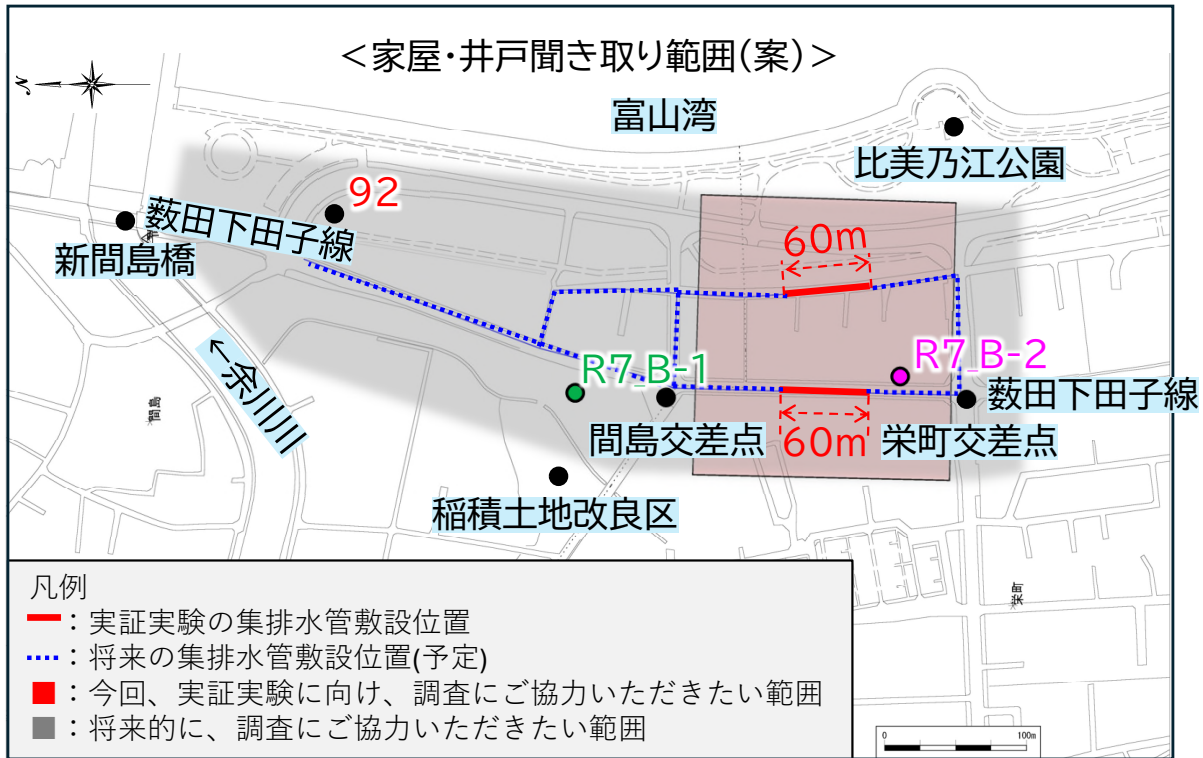 <家屋・井戸聞き取り範囲(案)>
富山湾
比美乃江公園
92
薮田下田子線
新間島橋
60m
←余川川
間島
R7_B-1
R7_B-2
薮田下田子線
間島交差点
60m
栄町交差点
稲積土地改良区
栄町
凡例
:実証実験の集排水管敷設位置
:将来の集排水管敷設位置(予定)
:今回、実証実験に向け、調査にご協力いただきたい範囲
:将来的に、調査にご協力いただきたい範囲
0 100m